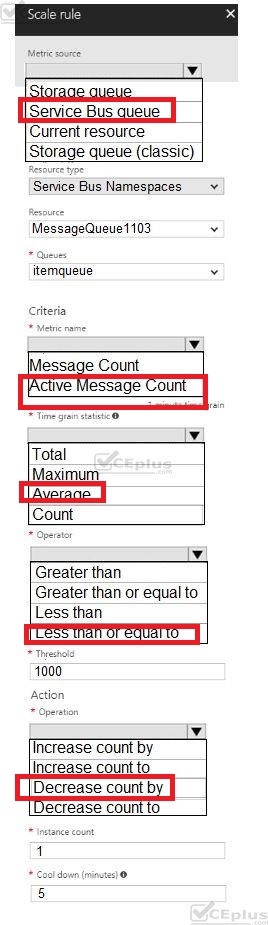 Scale rule
Metric source
Storage queue
Service Bus queue
Current resource
Storage queue (classic)
Resource type
Service Bus Namespaces
Resource
MessageQueue1103
* Queues
itemqueue
Criteria
* Metric name
Message Count
Active Message Count
1 minute time grain
* Time grain statistic
CEplus
.com
Total
Maximum
Average
Count
* Operator
Greater than
Greater than or equal to
Less than
Less than or equal to
* Threshold
1000
Action
* Operation
Increase count by
Increase count to
Decrease count by
Decrease count to
* Instance count
1
* Cool down (minutes)
5
CEplus
.com